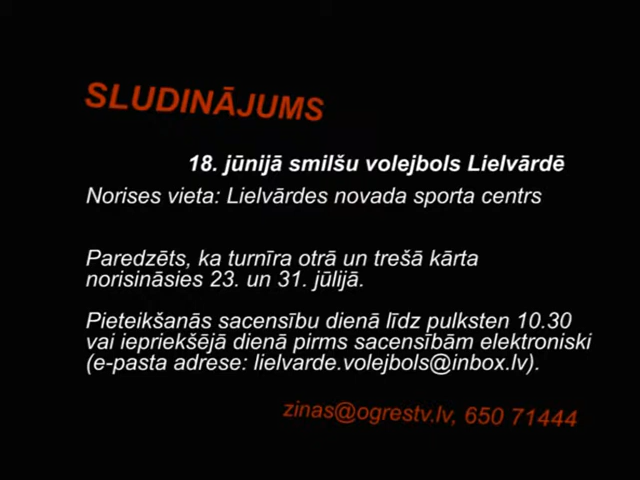 SLUDINĀJUMS
18. jūnijā smilšu volejbols Lielvārdē
Norises vieta: Lielvārdes novada sporta centrs
Paredzēts, ka turnīra otrā un trešā kārta
norisināsies 23. un 31. jūlijā.
Pieteikšanās sacensību dienā līdz pulksten 10.30
vai iepriekšējā dienā pirms sacensībām elektroniski
(e-pasta adrese: lielvarde.volejbols@inbox.lv).
zinas@ogrestv.lv, 650 71444